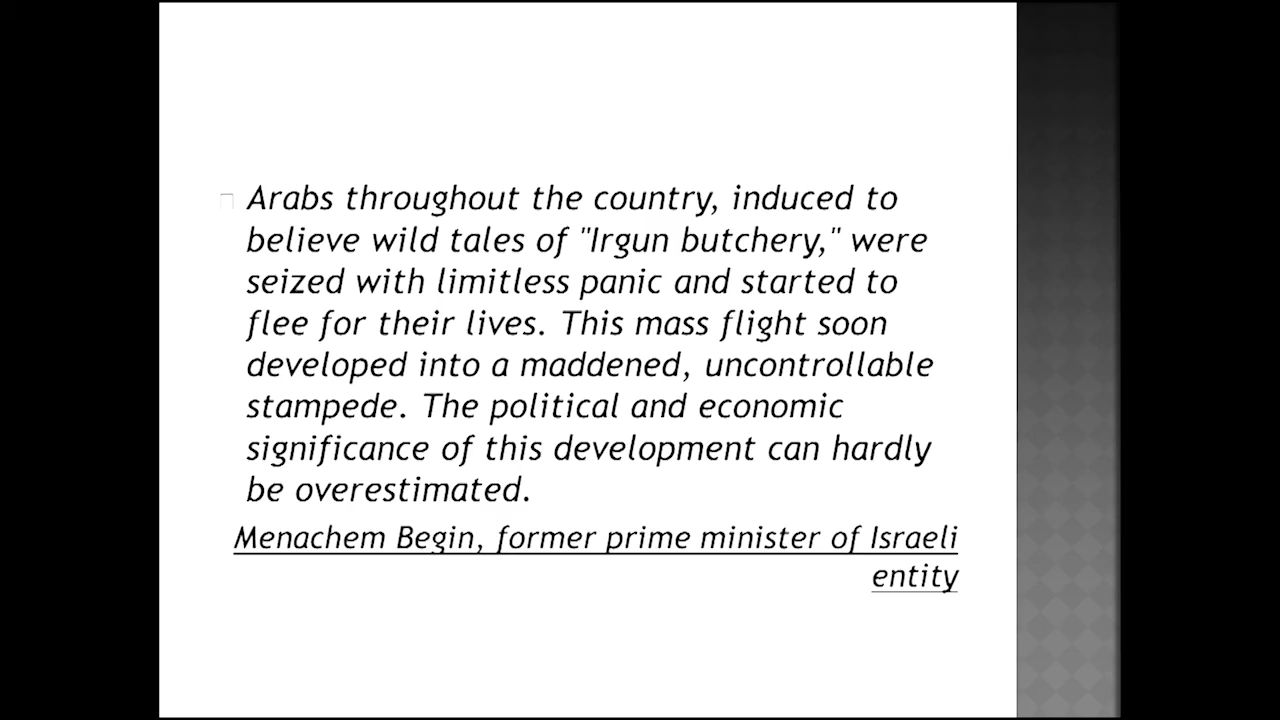 Arabs throughout the country, induced to
believe wild tales of "Irgun butchery," were
seized with limitless panic and started to
flee for their lives. This mass flight soon
developed into a maddened, uncontrollable
stampede. The political and economic
significance of this development can hardly
be overestimated.
Menachem Begin, former prime minister of Israeli
entity